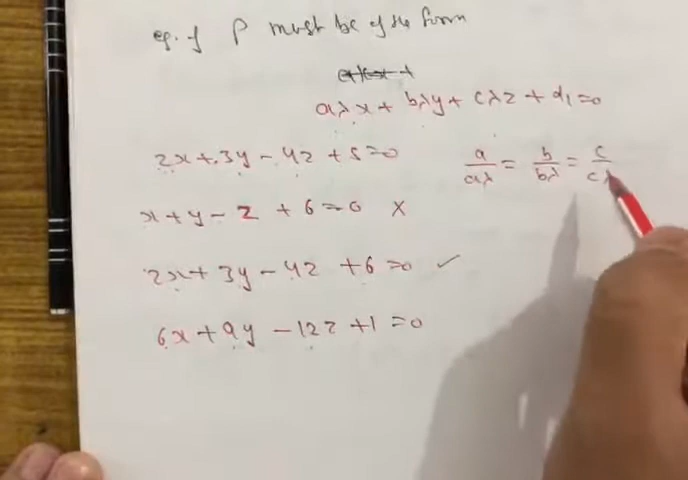 eq. of P must be of the form
aλx + bλy + cλz + d₁ = 0
2x + 3y - 4z + 5 = 0
a/aλ = b/bλ = c/cλ
x + y - z + 6 = 0 ×
2x + 3y - 4z + 6 = 0 ✓
6x + 9y - 12z + 1 = 0